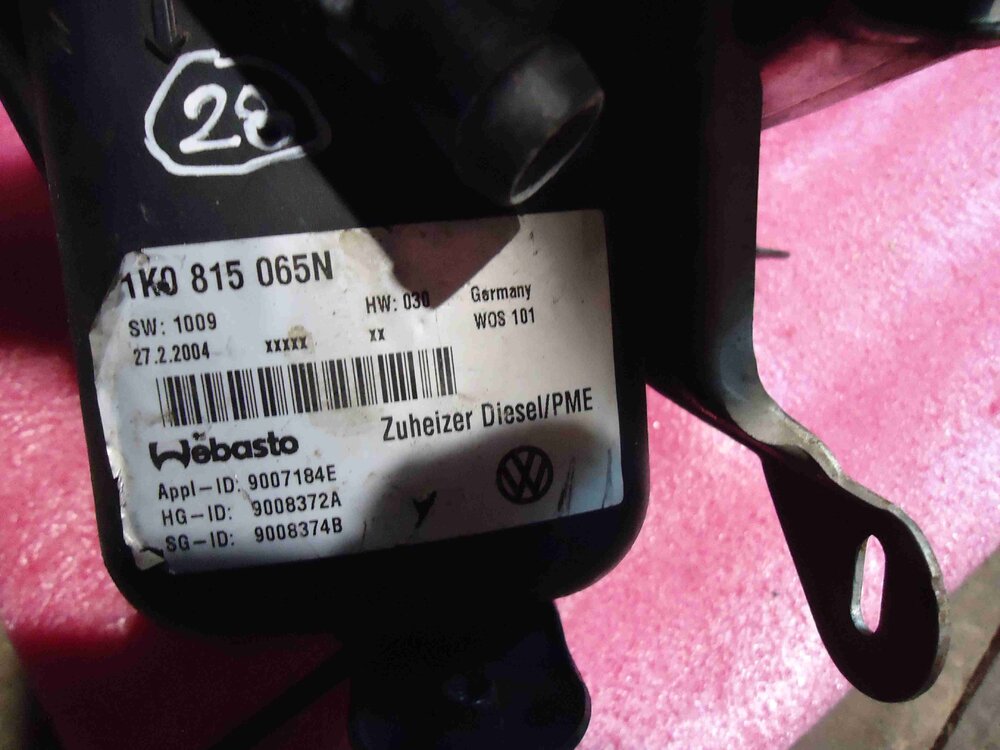 28
1K0 815 065N
SW: 1009
HW: 030
Germany
27.2.2004
xxxxx
xx
WOS 101
Webasto
Zuheizer Diesel/PME
Appl-ID: 9007184E
HG-ID: 9008372A
SG-ID: 9008374B